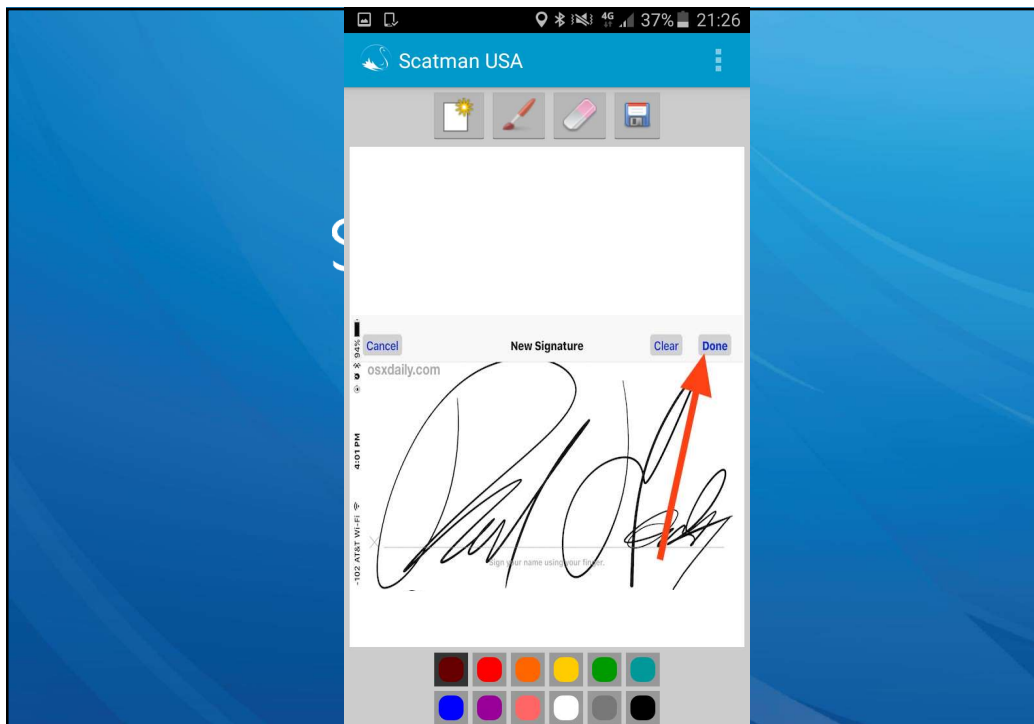 4G 37% 21:26
Scatman USA
S
Cancel New Signature Clear Done
osxdaily.com
Sign your name using your finger.
-102 AT&T Wi-Fi 4:01 PM 94%